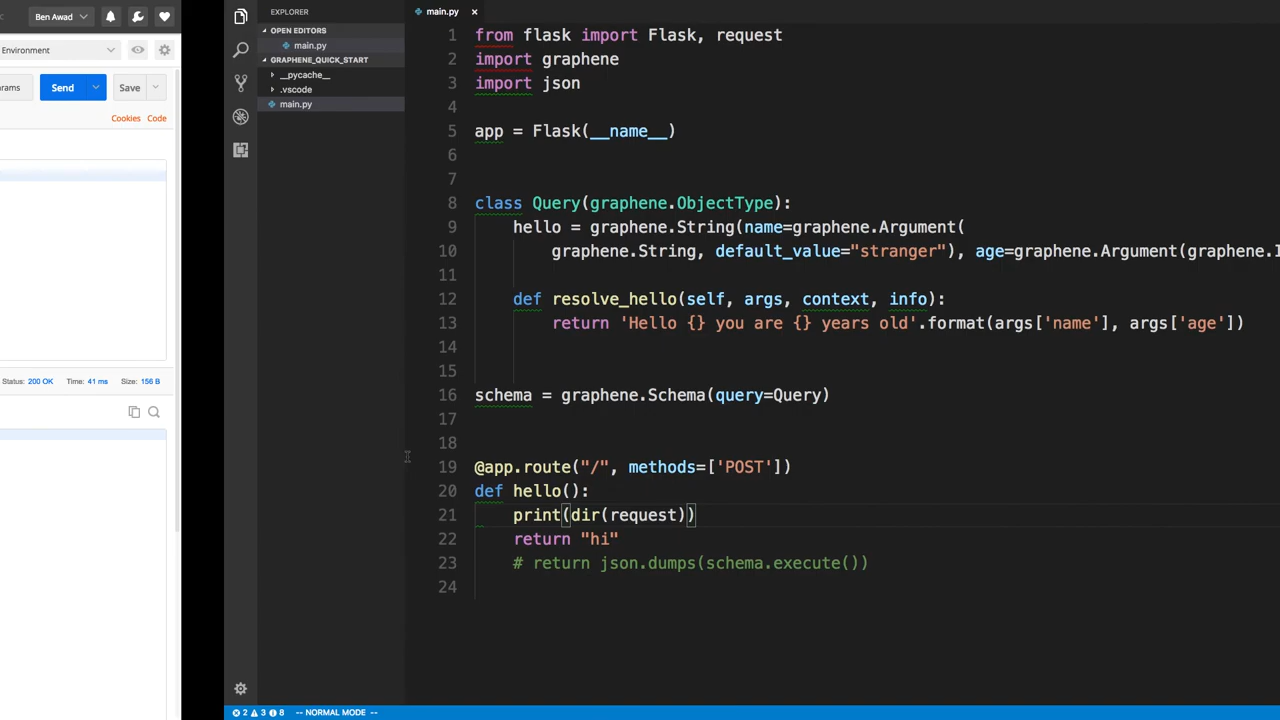 Ben Awad
Environment
Send
Save
Cookies Code
Status: 200 OK Time: 41 ms Size: 156 B
EXPLORER
OPEN EDITORS
main.py
GRAPHENE_QUICK_START
__pycache__
.vscode
main.py
main.py ×
1 from flask import Flask, request
2 import graphene
3 import json
4
5 app = Flask(__name__)
6
7
8 class Query(graphene.ObjectType):
9 hello = graphene.String(name=graphene.Argument(
10 graphene.String, default_value="stranger"), age=graphene.Argument(graphene.
11
12 def resolve_hello(self, args, context, info):
13 return 'Hello {} you are {} years old'.format(args['name'], args['age'])
14
15
16 schema = graphene.Schema(query=Query)
17
18
19 @app.route("/", methods=['POST'])
20 def hello():
21 print(dir(request))
22 return "hi"
23 # return json.dumps(schema.execute())
24
2 3 8 -- NORMAL MODE --